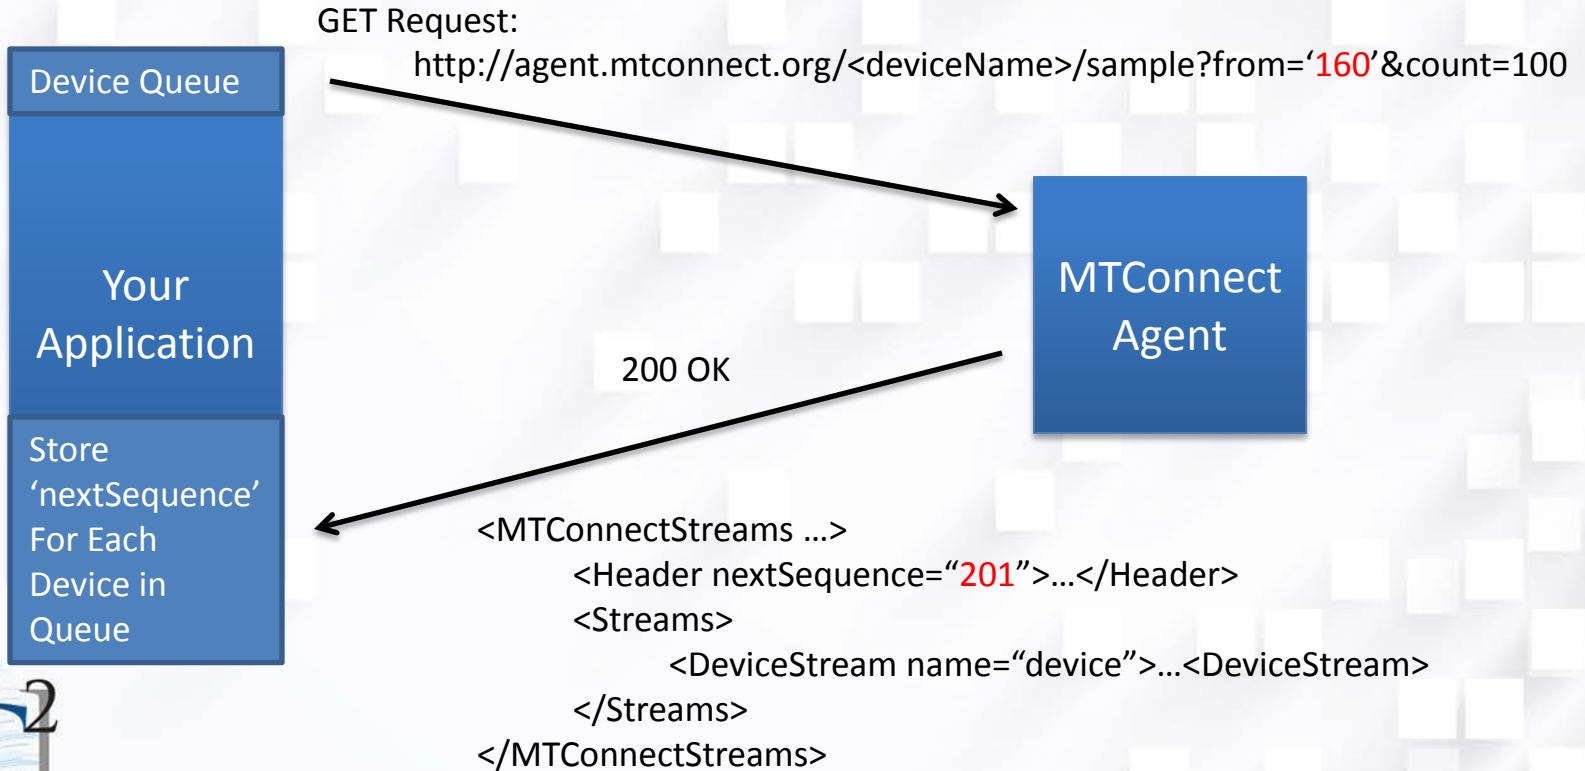 GET Request:
http://agent.mtconnect.org/<deviceName>/sample?from=‘160’&count=100
Device Queue
Your
Application
MTConnect
Agent
200 OK
Store
‘nextSequence’
For Each
Device in
Queue
<MTConnectStreams …>
<Header nextSequence=“201”>…</Header>
<Streams>
<DeviceStream name=“device”>…<DeviceStream>
</Streams>
</MTConnectStreams>
2